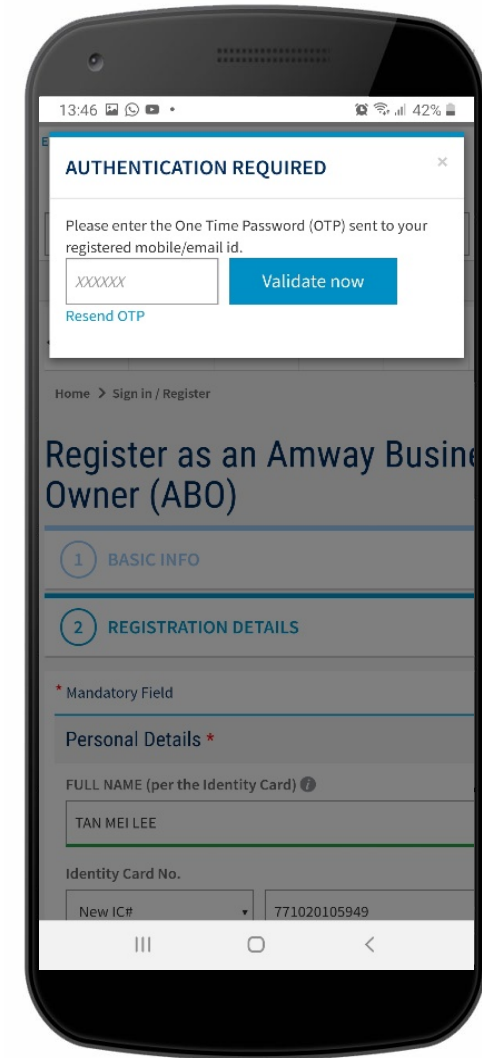 13:46 42%
AUTHENTICATION REQUIRED ×
Please enter the One Time Password (OTP) sent to your
registered mobile/email id.
XXXXXX Validate now
Resend OTP
Home > Sign in / Register
Register as an Amway Busine
Owner (ABO)
1 BASIC INFO
2 REGISTRATION DETAILS
* Mandatory Field
Personal Details *
FULL NAME (per the Identity Card) i
TAN MEI LEE
Identity Card No.
New IC# 771020105949